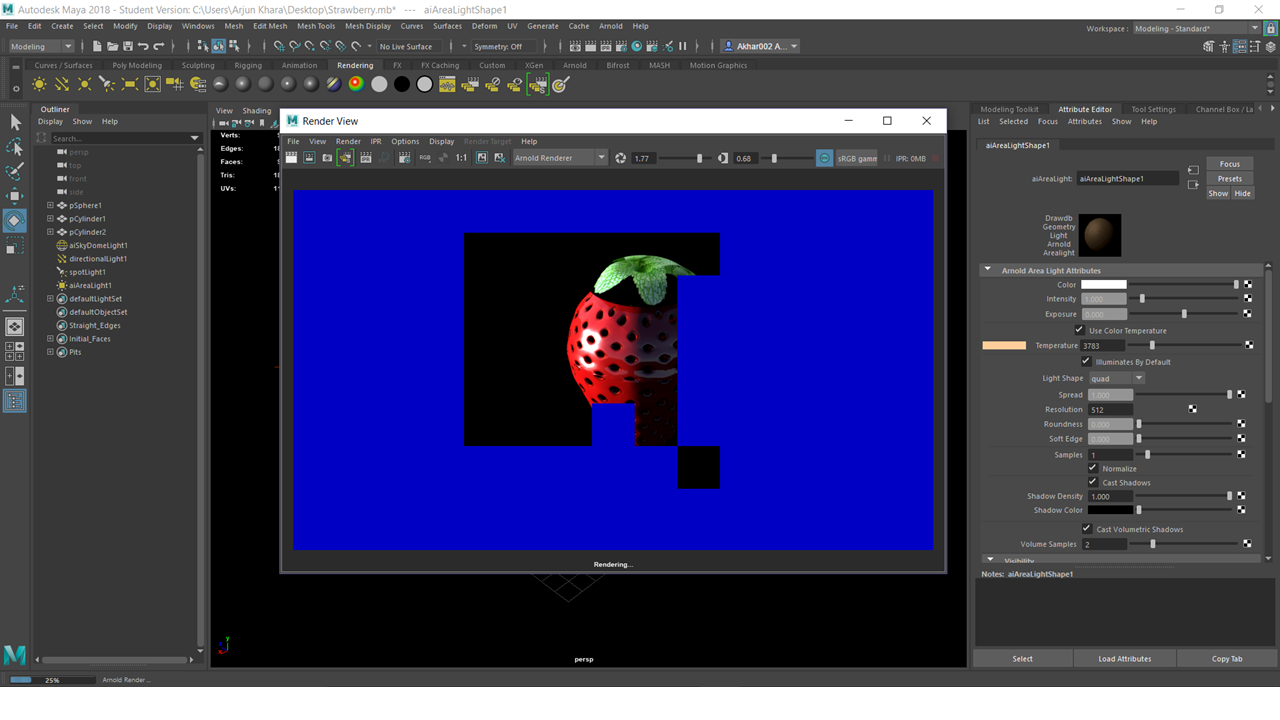 Autodesk Maya 2018 - Student Version: C:\Users\Arjun Khara\Desktop\Strawberry.mb* --- aiAreaLightShape1
File Edit Create Select Modify Display Windows Mesh Edit Mesh Mesh Tools Mesh Display Curves Surfaces Deform UV Generate Cache Arnold Help
Workspace : Modeling - Standard*
Modeling No Live Surface Symmetry: Off Akhar002 A...
Curves / Surfaces Poly Modeling Sculpting Rigging Animation Rendering FX FX Caching Custom XGen Arnold Bifrost MASH Motion Graphics
Outliner
Display Show Help
Search...
persp
top
front
side
pSphere1
pCylinder1
pCylinder2
aiSkyDomeLight1
directionalLight1
spotLight1
aiAreaLight1
defaultLightSet
defaultObjectSet
Straight_Edges
Initial_Faces
Pits
View Shading
Verts:
Edges: 18
Faces:
Tris: 18
UVs: 11
persp
Render View
File View Render IPR Options Display Render Target Help
RGB 1:1 Arnold Renderer 1.77 0.68 sRGB gamm IPR: 0MB
Rendering...
Modeling Toolkit Attribute Editor Tool Settings Channel Box / La
List Selected Focus Attributes Show Help
aiAreaLightShape1
aiAreaLight: aiAreaLightShape1
Focus
Presets
Show Hide
Drawdb
Geometry
Light
Arnold
Arealight
Arnold Area Light Attributes
Color
Intensity 1.000
Exposure 0.000
Use Color Temperature
Temperature 3783
Illuminates By Default
Light Shape quad
Spread 1.000
Resolution 512
Roundness 0.000
Soft Edge 0.000
Samples 1
Normalize
Cast Shadows
Shadow Density 1.000
Shadow Color
Cast Volumetric Shadows
Volume Samples 2
Visibility
Notes: aiAreaLightShape1
Select Load Attributes Copy Tab
25% Arnold Render...